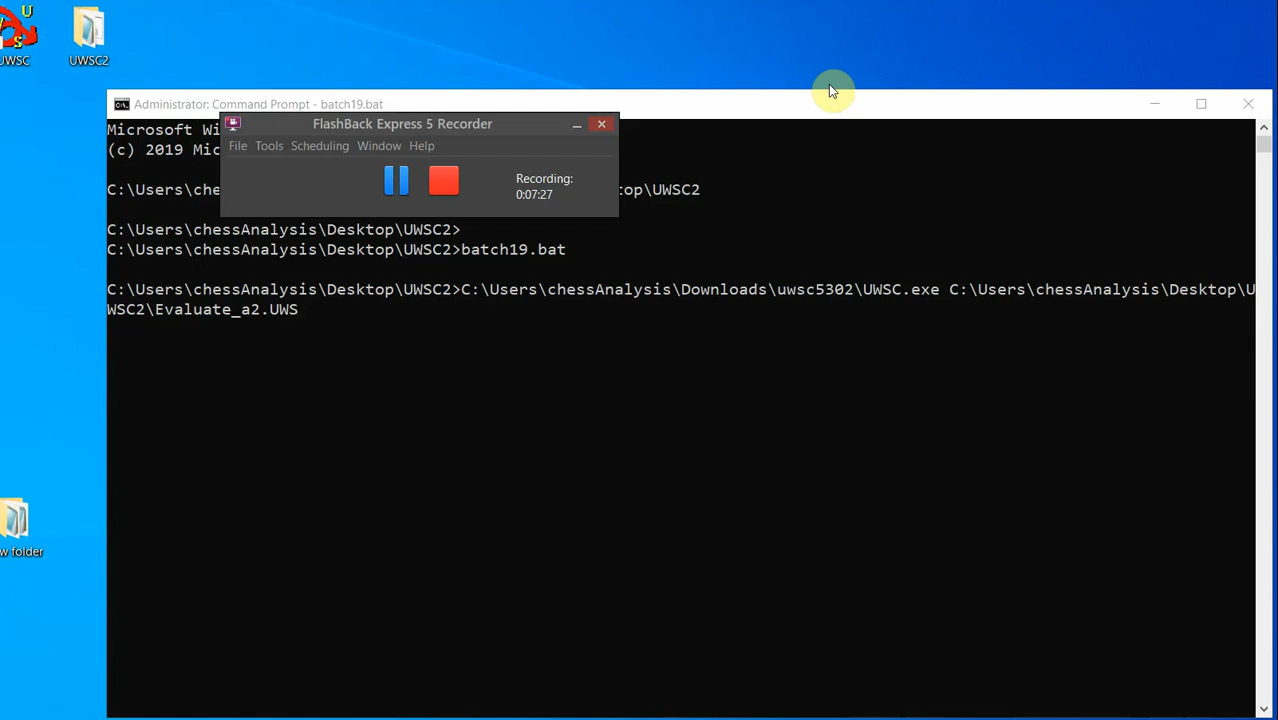 U
S
UWSC
UWSC2
Administrator: Command Prompt - batch19.bat
Microsoft Wi
(c) 2019 Mic
FlashBack Express 5 Recorder
File Tools Scheduling Window Help
Recording:
0:07:27
C:\Users\che
top\UWSC2
C:\Users\chessAnalysis\Desktop\UWSC2>
C:\Users\chessAnalysis\Desktop\UWSC2>batch19.bat
C:\Users\chessAnalysis\Desktop\UWSC2>C:\Users\chessAnalysis\Downloads\uwsc5302\UWSC.exe C:\Users\chessAnalysis\Desktop\U
WSC2\Evaluate_a2.UWS
w folder